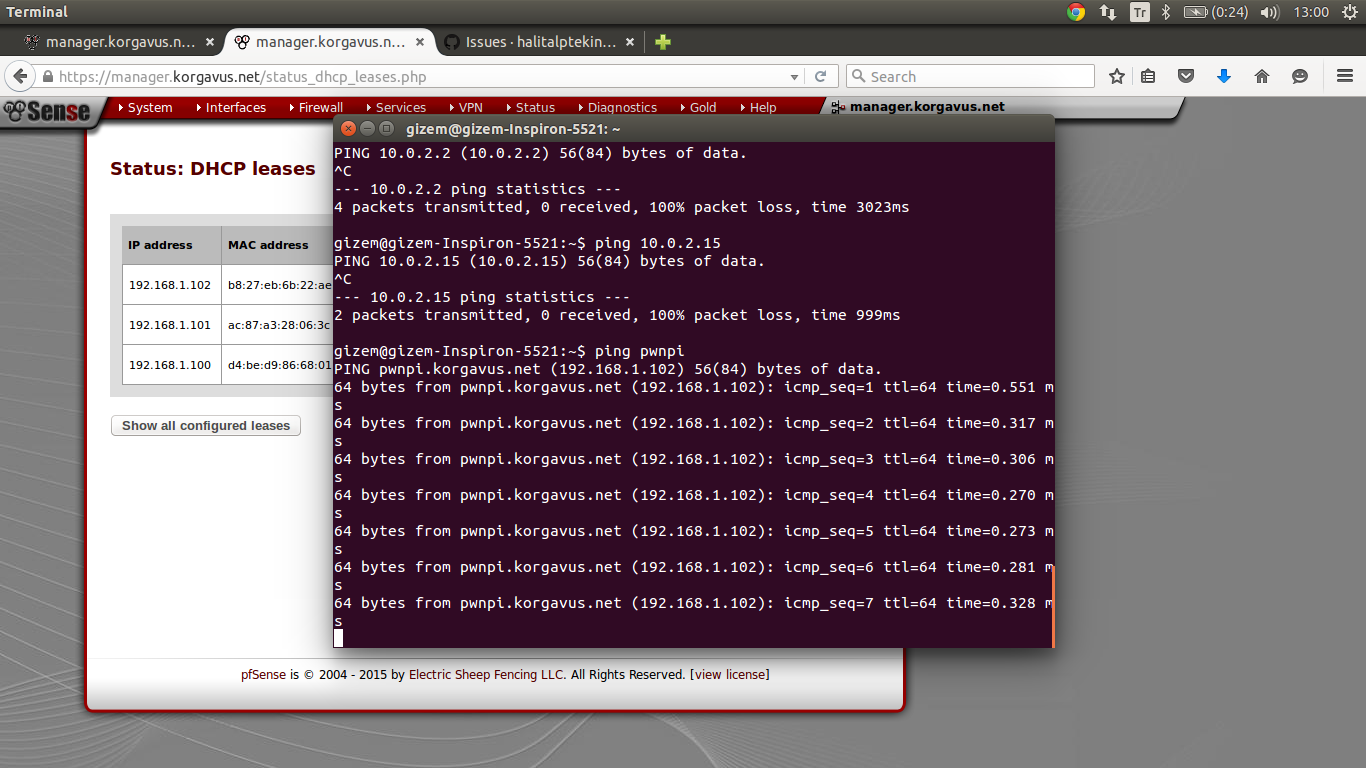 Terminal
Tr
(0:24)
13:00
manager.korgavus.n... ×
manager.korgavus.n... ×
Issues · halitalptekin... ×
https://manager.korgavus.net/status_dhcp_leases.php
Search
Sense
System
Interfaces
Firewall
Services
VPN
Status
Diagnostics
Gold
Help
manager.korgavus.net
gizem@gizem-Inspiron-5521: ~
Status: DHCP leases
IP address MAC address
192.168.1.102 b8:27:eb:6b:22:ae
192.168.1.101 ac:87:a3:28:06:3c
192.168.1.100 d4:be:d9:86:68:01
Show all configured leases
PING 10.0.2.2 (10.0.2.2) 56(84) bytes of data.
^C
--- 10.0.2.2 ping statistics ---
4 packets transmitted, 0 received, 100% packet loss, time 3023ms
gizem@gizem-Inspiron-5521:~$ ping 10.0.2.15
PING 10.0.2.15 (10.0.2.15) 56(84) bytes of data.
^C
--- 10.0.2.15 ping statistics ---
2 packets transmitted, 0 received, 100% packet loss, time 999ms
gizem@gizem-Inspiron-5521:~$ ping pwnpi
PING pwnpi.korgavus.net (192.168.1.102) 56(84) bytes of data.
64 bytes from pwnpi.korgavus.net (192.168.1.102): icmp_seq=1 ttl=64 time=0.551 m
s
64 bytes from pwnpi.korgavus.net (192.168.1.102): icmp_seq=2 ttl=64 time=0.317 m
s
64 bytes from pwnpi.korgavus.net (192.168.1.102): icmp_seq=3 ttl=64 time=0.306 m
s
64 bytes from pwnpi.korgavus.net (192.168.1.102): icmp_seq=4 ttl=64 time=0.270 m
s
64 bytes from pwnpi.korgavus.net (192.168.1.102): icmp_seq=5 ttl=64 time=0.273 m
s
64 bytes from pwnpi.korgavus.net (192.168.1.102): icmp_seq=6 ttl=64 time=0.281 m
s
64 bytes from pwnpi.korgavus.net (192.168.1.102): icmp_seq=7 ttl=64 time=0.328 m
s
pfSense is © 2004 - 2015 by Electric Sheep Fencing LLC. All Rights Reserved. [view license]